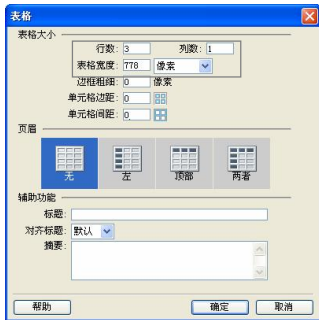 表格
表格大小
行数: 3 列数: 1
表格宽度: 778 像素
边框粗细: 0 像素
单元格边距: 0
单元格间距: 0
页眉
无 左 顶部 两者
辅助功能
标题:
对齐标题: 默认
摘要:
帮助 确定 取消